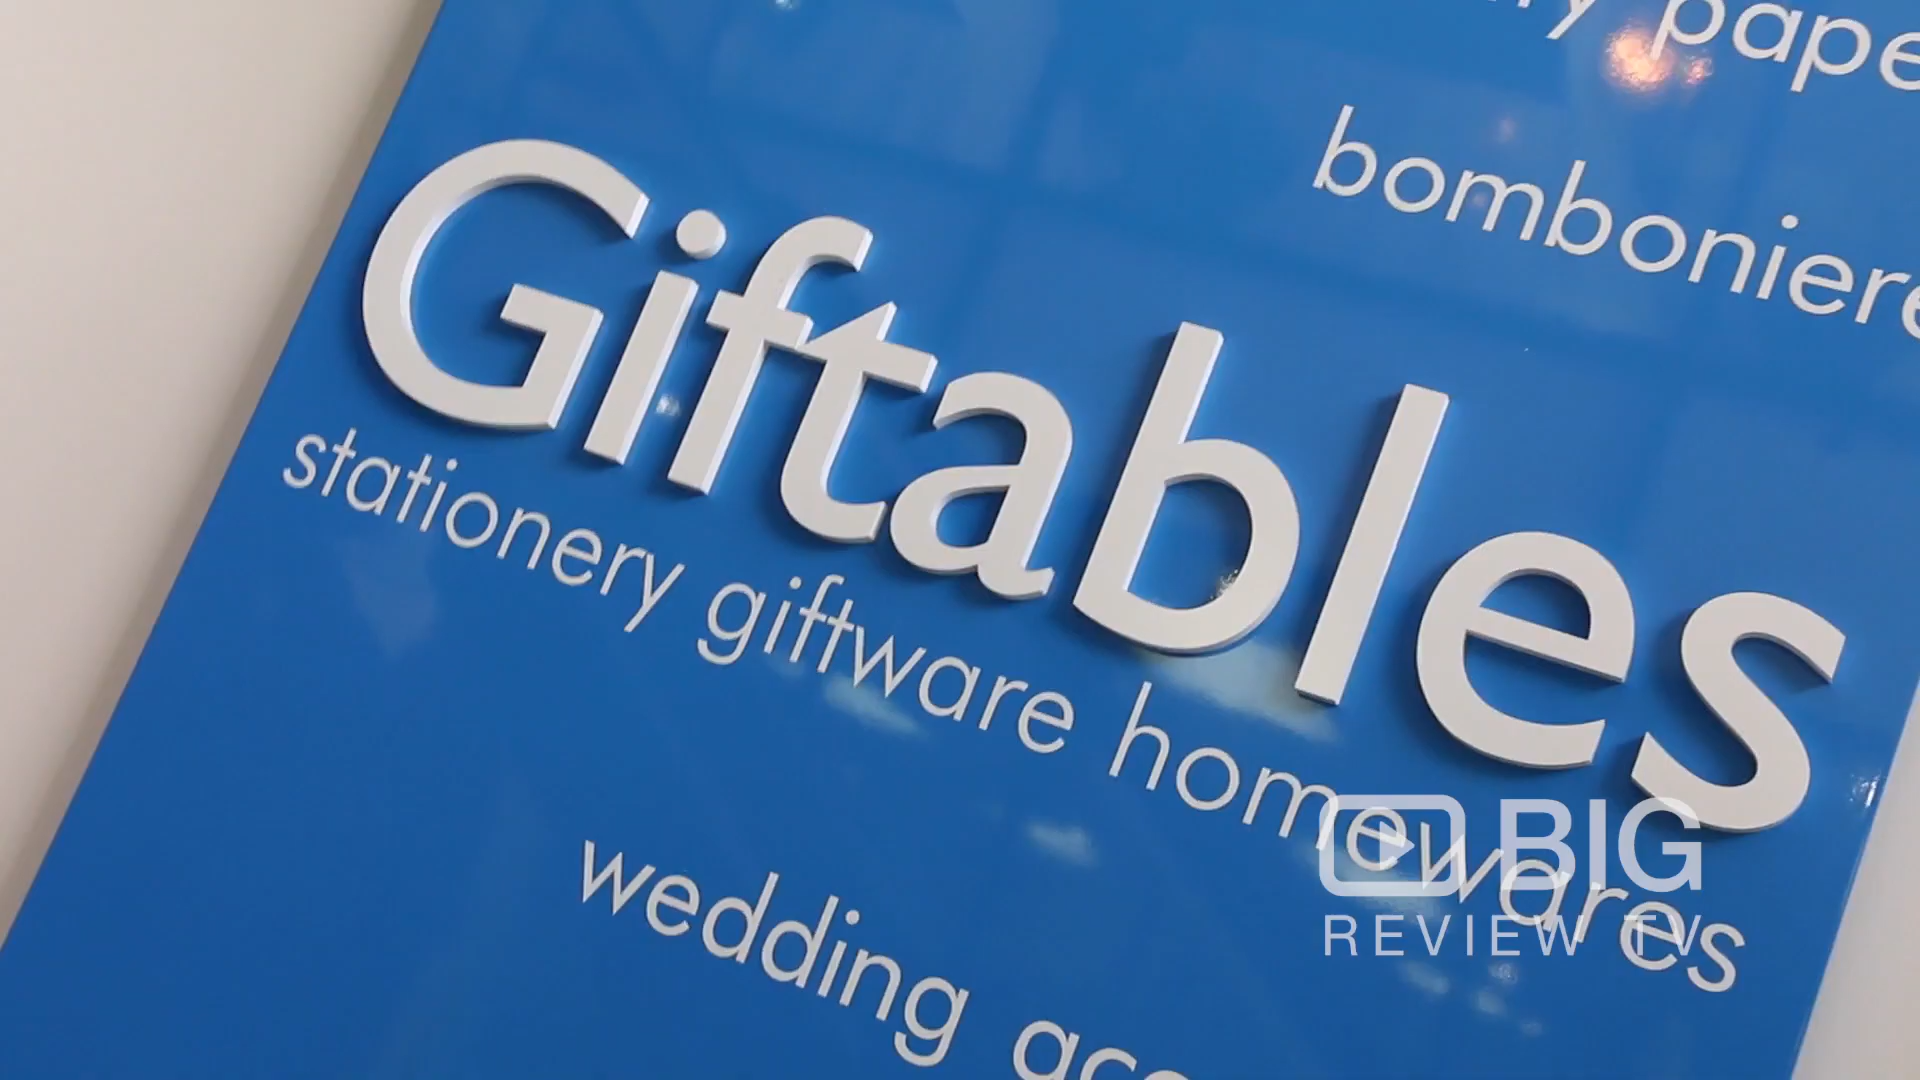 bomboniere
Giftables
stationery giftware homewares
wedding
BIG
REVIEW TV